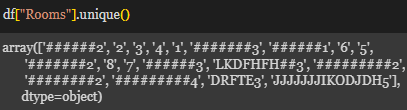 df["Rooms"].unique()
array(['######2', '2', '3', '4', '1', '#######3', '######1', '6', '5',
'#######2', '8', '7', '######3', 'LKDFHFH##3', '#########2',
'########2', '#########4', 'DRFTE3', 'JJJJJJJIKODJDH5'],
dtype=object)